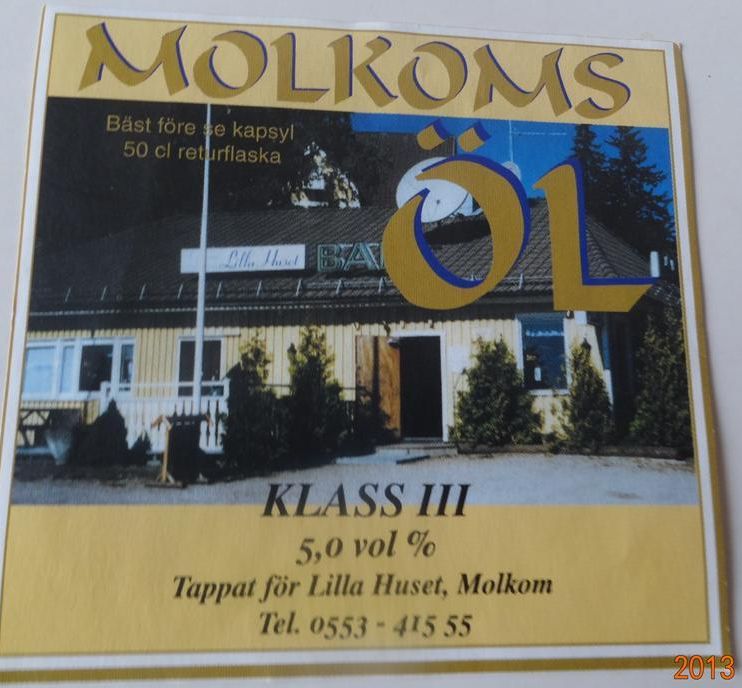 MOLKOMS
ÖL
Bäst före se kapsyl
50 cl returflaska
Lilla Huset
BA
KLASS III
5,0 vol %
Tappat för Lilla Huset, Molkom
Tel. 0553 - 415 55
2013